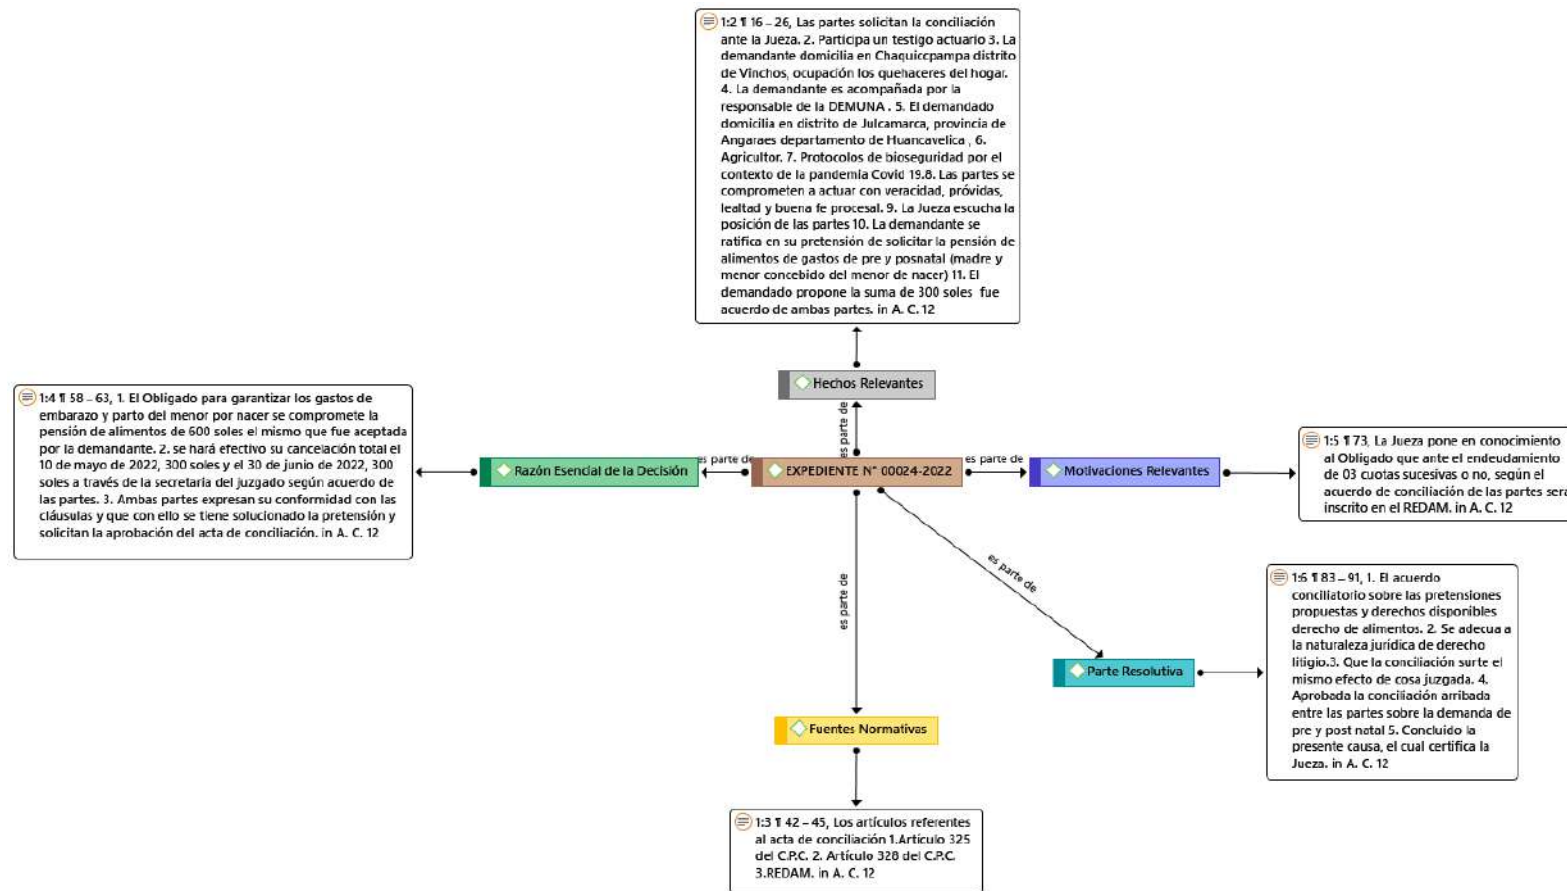 1:2 ¶ 16 – 26, Las partes solicitan la conciliación
ante la Jueza. 2. Participa un testigo actuario 3. La
demandante domicilia en Chaquiccpampa distrito
de Vinchos, ocupación los quehaceres del hogar.
4. La demandante es acompañada por la
responsable de la DEMUNA . 5. El demandado
domicilia en distrito de Julcamarca, provincia de
Angaraes departamento de Huancavelica , 6.
Agricultor. 7. Protocolos de bioseguridad por el
contexto de la pandemia Covid 19.8. Las partes se
comprometen a actuar con veracidad, próvidas,
lealtad y buena fe procesal. 9. La Jueza escucha la
posición de las partes 10. La demandante se
ratifica en su pretensión de solicitar la pensión de
alimentos de gastos de pre y posnatal (madre y
menor concebido del menor de nacer) 11. El
demandado propone la suma de 300 soles fue
acuerdo de ambas partes. in A. C. 12
Hechos Relevantes
es parte de
1:4 ¶ 58 – 63, 1. El Obligado para garantizar los gastos de
embarazo y parto del menor por nacer se compromete la
pensión de alimentos de 600 soles el mismo que fue aceptada
por la demandante. 2. se hará efectivo su cancelación total el
10 de mayo de 2022, 300 soles y el 30 de junio de 2022, 300
soles a través de la secretaria del juzgado según acuerdo de
las partes. 3. Ambas partes expresan su conformidad con las
cláusulas y que con ello se tiene solucionado la pretensión y
solicitan la aprobación del acta de conciliación. in A. C. 12
Razón Esencial de la Decisión
es parte de
EXPEDIENTE N° 00024-2022
es parte de
Motivaciones Relevantes
1:5 ¶ 73, La Jueza pone en conocimiento
al Obligado que ante el endeudamiento
de 03 cuotas sucesivas o no, según el
acuerdo de conciliación de las partes será
inscrito en el REDAM. in A. C. 12
es parte de
es parte de
Parte Resolutiva
1:6 ¶ 83 – 91, 1. El acuerdo
conciliatorio sobre las pretensiones
propuestas y derechos disponibles
derecho de alimentos. 2. Se adecua a
la naturaleza jurídica de derecho
litigio.3. Que la conciliación surte el
mismo efecto de cosa juzgada. 4.
Aprobada la conciliación arribada
entre las partes sobre la demanda de
pre y post natal 5. Concluido la
presente causa, el cual certifica la
Jueza. in A. C. 12
Fuentes Normativas
1:3 ¶ 42 – 45, Los artículos referentes
al acta de conciliación 1.Artículo 325
del C.P.C. 2. Artículo 328 del C.P.C.
3.REDAM. in A. C. 12